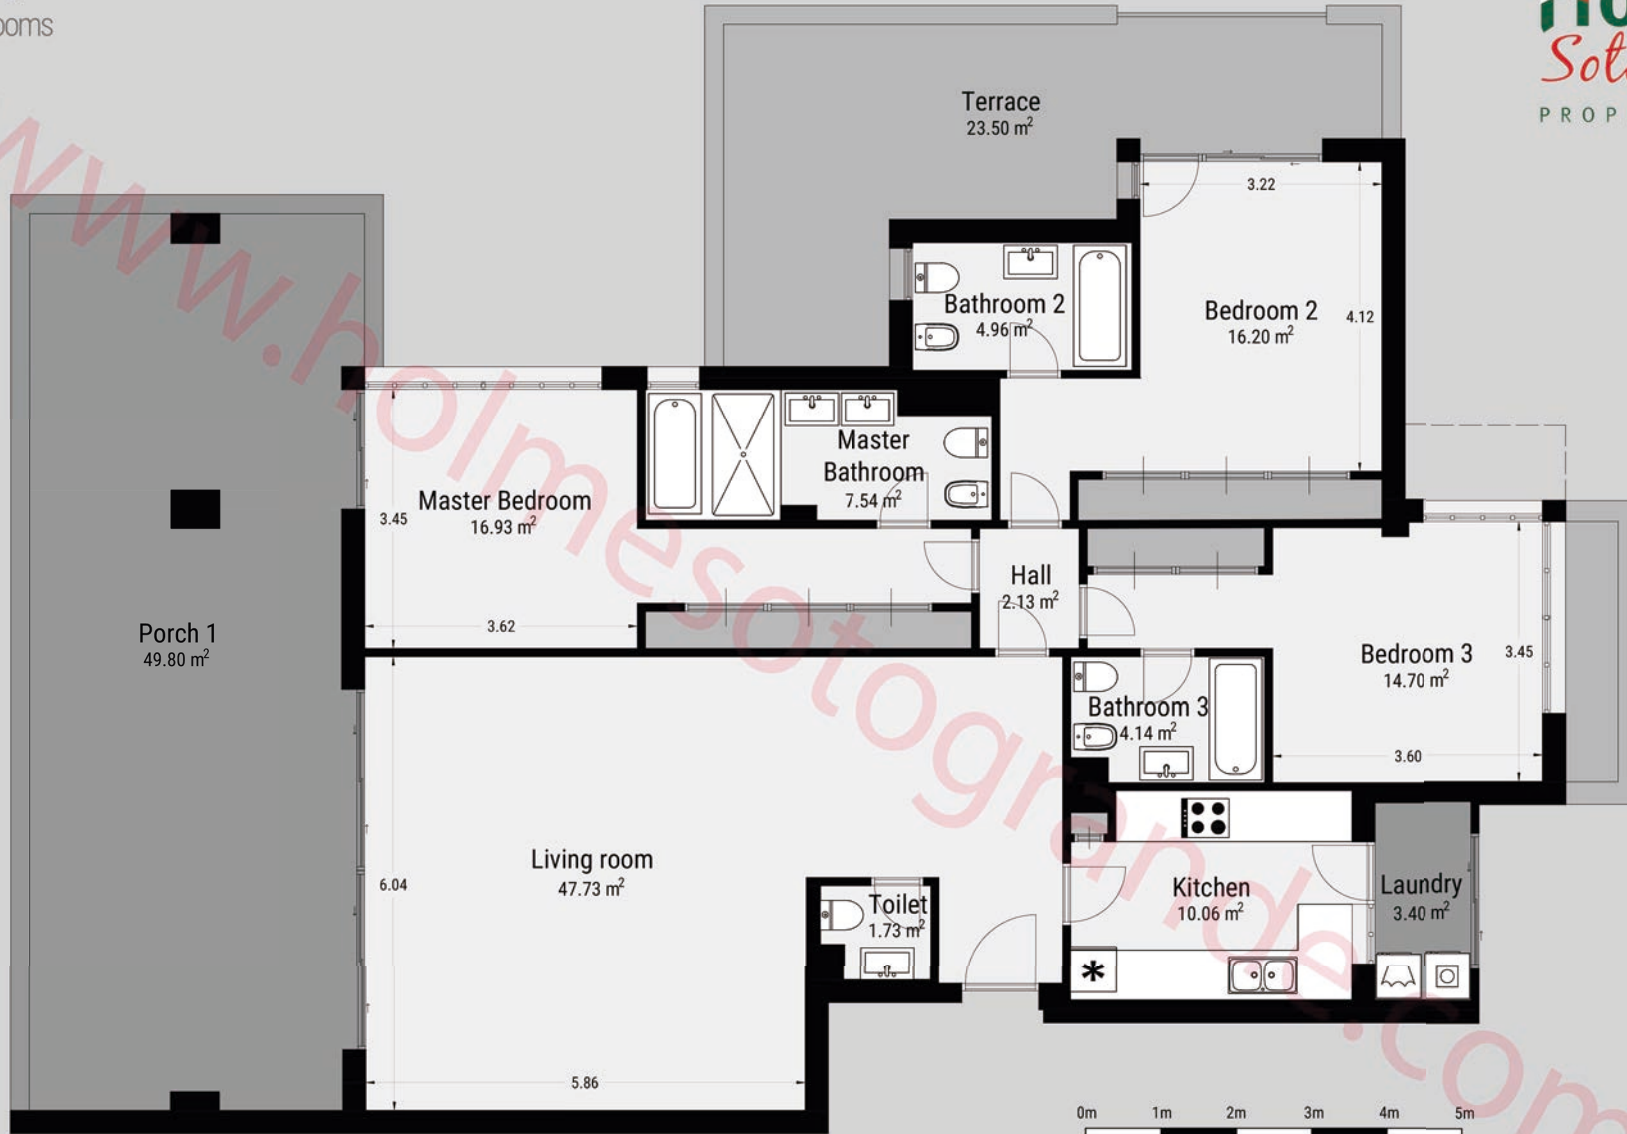 ooms
Sot
PROP
Terrace
23.50 m²
3.22
Bathroom 2
4.96 m²
Bedroom 2
16.20 m²
4.12
Master
Bathroom
7.54 m²
Master Bedroom
16.93 m²
3.45
3.62
Hall
2.13 m²
Porch 1
49.80 m²
Bedroom 3
14.70 m²
3.45
3.60
Bathroom 3
4.14 m²
Living room
47.73 m²
6.04
5.86
Toilet
1.73 m²
Kitchen
10.06 m²
*
Laundry
3.40 m²
0m 1m 2m 3m 4m 5m
www.holmesotogrande.com